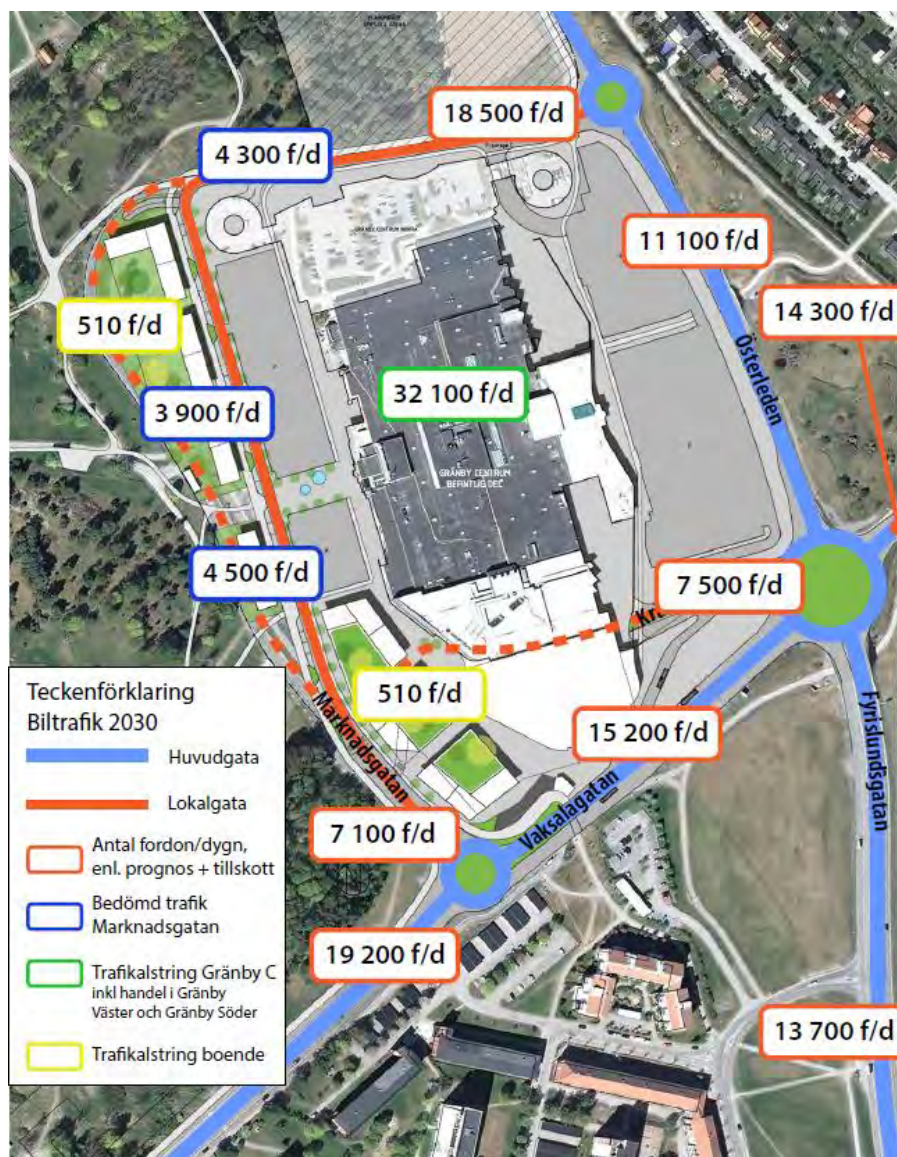 18 500 f/d
4 300 f/d
11 100 f/d
14 300 f/d
510 f/d
Österleden
3 900 f/d
32 100 f/d
GRÄNBY CENTRUM
BEFINTLIG DEL
4 500 f/d
7 500 f/d
510 f/d
Marknadsgatan
15 200 f/d
Vaksalagatan
Fyrislundsgatan
7 100 f/d
19 200 f/d
13 700 f/d
Teckenförklaring
Biltrafik 2030
Huvudgata
Lokalgata
Antal fordon/dygn,
enl. prognos + tillskott
Bedömd trafik
Marknadsgatan
Trafikalstring Gränby C
inkl handel i Gränby
Väster och Gränby Söder
Trafikalstring boende